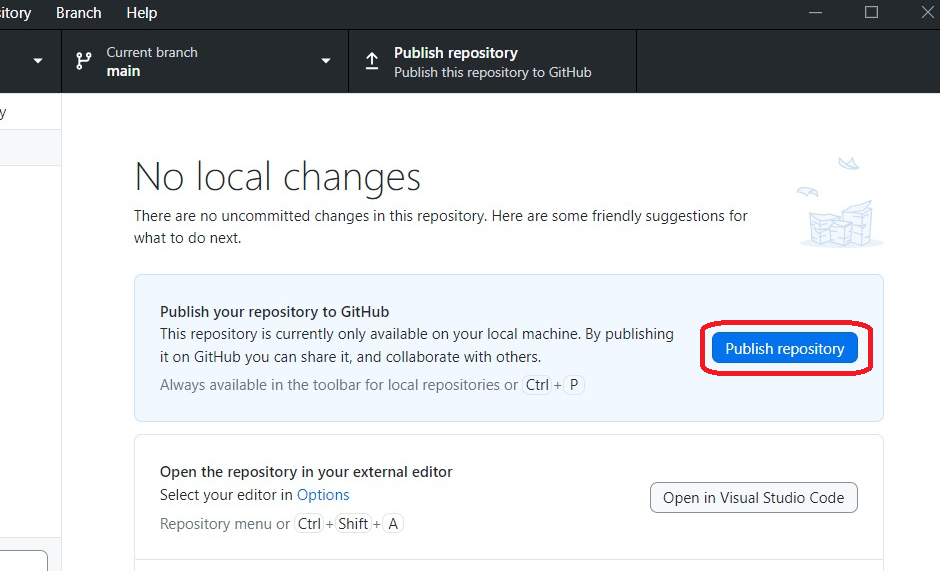 itory Branch Help
Current branch
main
Publish repository
Publish this repository to GitHub
y
No local changes
There are no uncommitted changes in this repository. Here are some friendly suggestions for
what to do next.
Publish your repository to GitHub
This repository is currently only available on your local machine. By publishing
it on GitHub you can share it, and collaborate with others.
Always available in the toolbar for local repositories or Ctrl + P
Publish repository
Open the repository in your external editor
Select your editor in Options
Repository menu or Ctrl + Shift + A
Open in Visual Studio Code